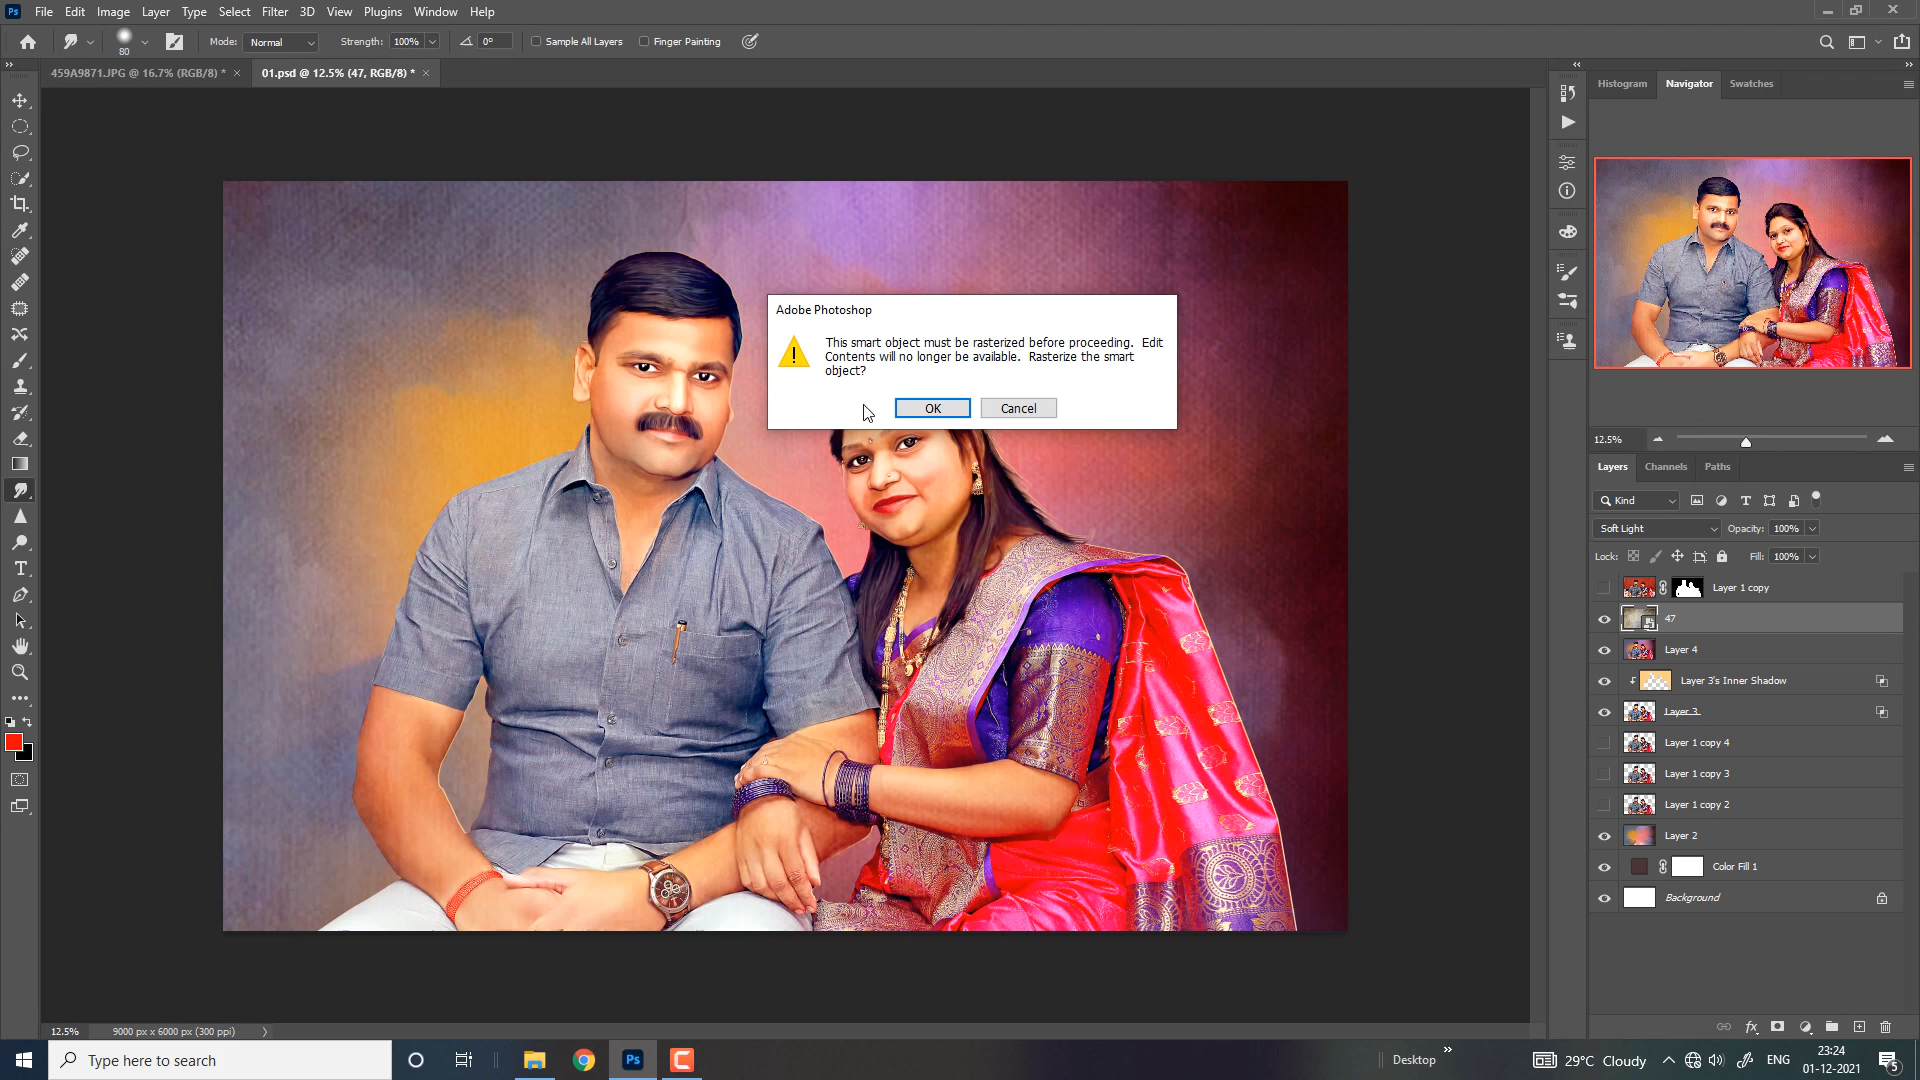 Ps File Edit Image Layer Type Select Filter 3D View Plugins Window Help
80 Mode: Normal Strength: 100% 0° Sample All Layers Finger Painting
459A9871.JPG @ 16.7% (RGB/8) * × 01.psd @ 12.5% (47, RGB/8) * ×
Histogram Navigator Swatches
Adobe Photoshop
This smart object must be rasterized before proceeding. Edit
Contents will no longer be available. Rasterize the smart
object?
OK Cancel
12.5%
Layers Channels Paths
Kind
Soft Light Opacity: 100%
Lock: Fill: 100%
Layer 1 copy
47
Layer 4
Layer 3's Inner Shadow
Layer 3
Layer 1 copy 4
Layer 1 copy 3
Layer 1 copy 2
Layer 2
Color Fill 1
Background
12.5% 9000 px x 6000 px (300 ppi)
Type here to search
Ps
Desktop
29°C Cloudy
ENG
23:24
01-12-2021
5